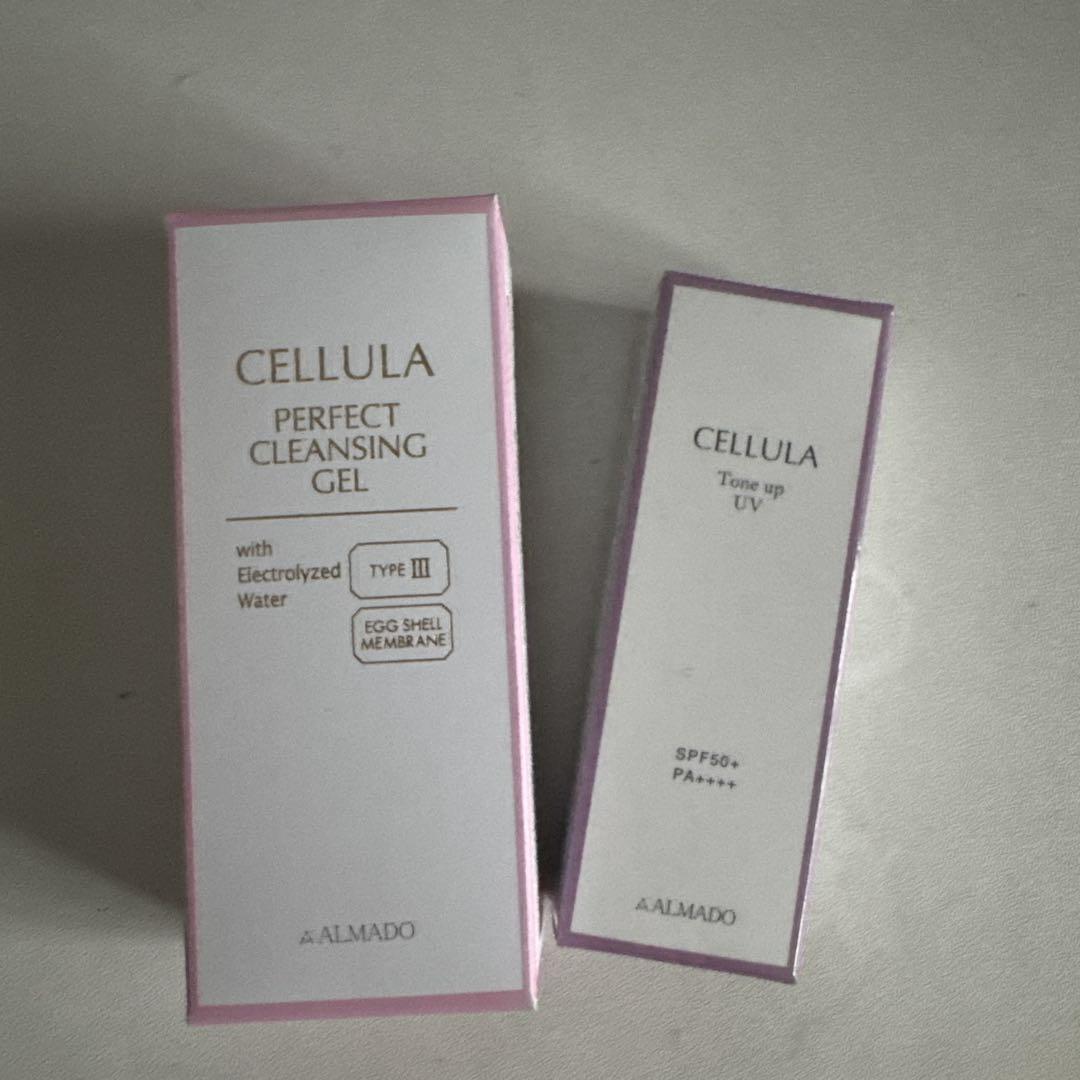 CELLULA
PERFECT
CLEANSING
GEL
with
Electrolyzed
Water
TYPE III
EGG SHELL
MEMBRANE
ALMADO
CELLULA
Tone up
UV
SPF50+
PA++++
ALMADO